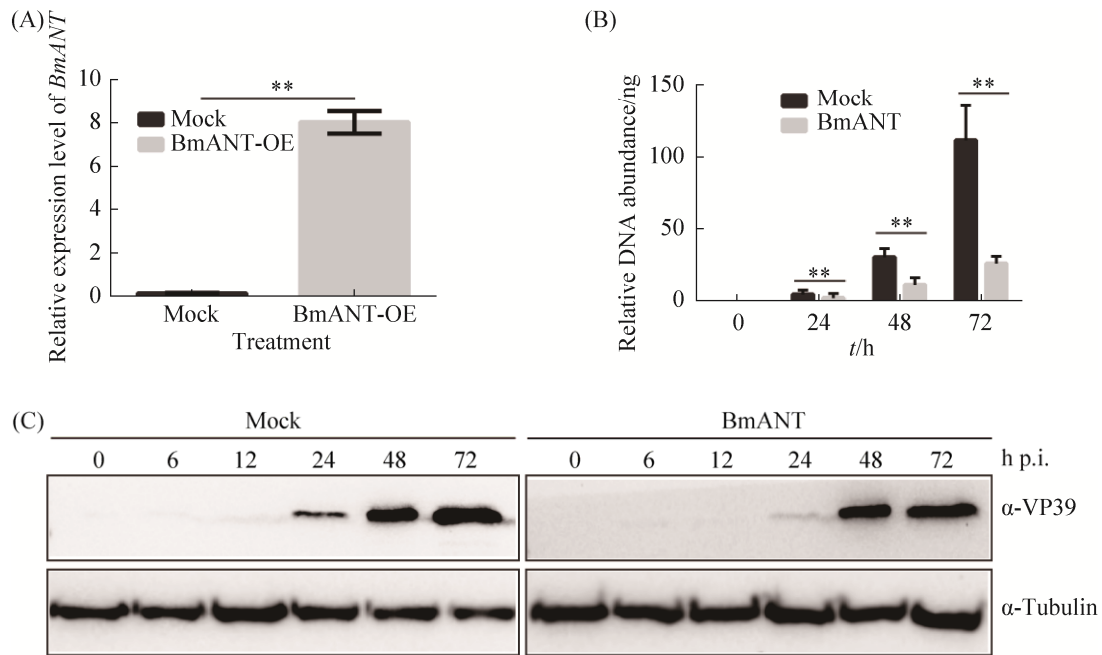 (A)
Relative expression level of BmANT
10
8
6
4
2
0
**
Mock
BmANT-OE
Mock
BmANT-OE
Treatment
(B)
Relative DNA abundance/ng
150
100
50
0
Mock
BmANT
**
**
**
0
24
48
72
t/h
(C)
Mock
BmANT
0 6 12 24 48 72 0 6 12 24 48 72 h p.i.
α-VP39
α-Tubulin